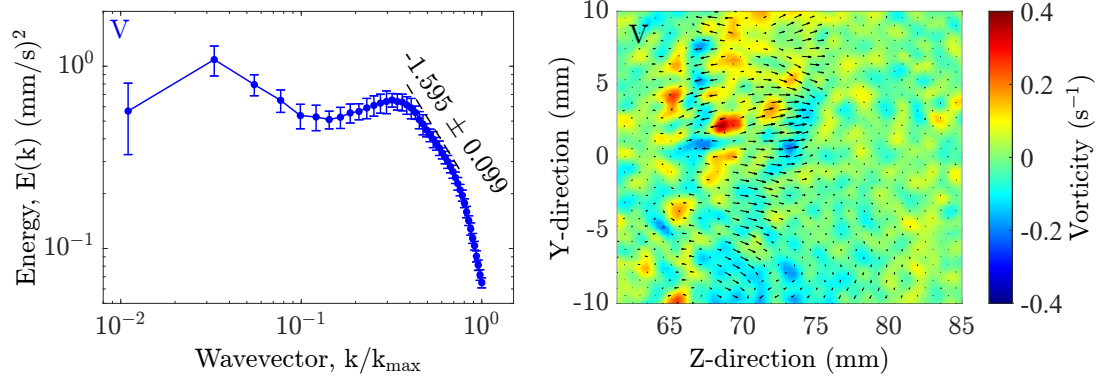 V
10⁰
10⁻¹
Energy, E(k) (mm/s)²
-1.595 ± 0.099
10⁻²
10⁻¹
10⁰
Wavevector, k/kₘₐₓ
V
10
5
0
-5
-10
Y-direction (mm)
65
70
75
80
85
Z-direction (mm)
0.4
0.2
0
-0.2
-0.4
Vorticity (s⁻¹)